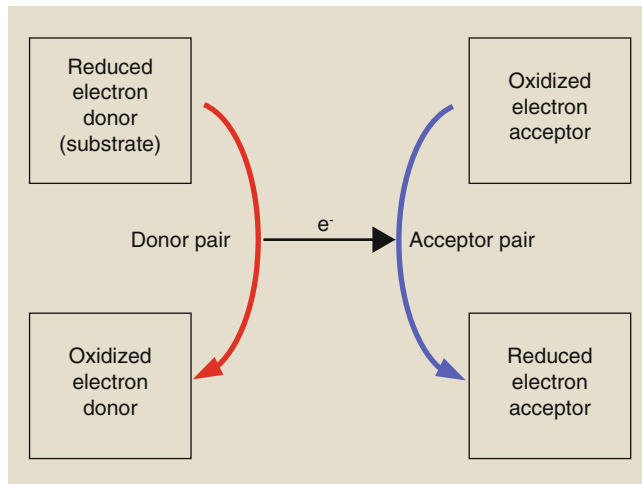 Reduced
electron
donor
(substrate)
Oxidized
electron
acceptor
Donor pair
e-
Acceptor pair
Oxidized
electron
donor
Reduced
electron
acceptor